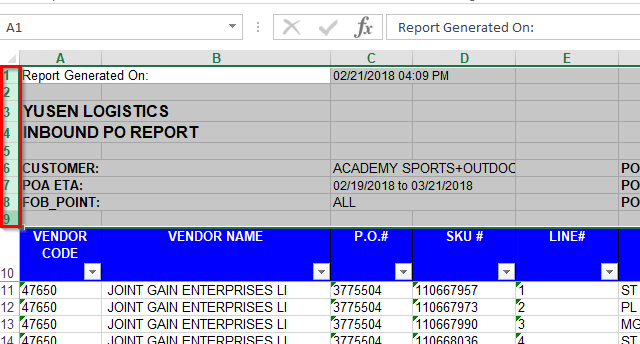 A1 fx Report Generated On:
A B C D E
1 Report Generated On: 02/21/2018 04:09 PM
2
3 YUSEN LOGISTICS
4 INBOUND PO REPORT
5
6 CUSTOMER: ACADEMY SPORTS+OUTDOO PO
7 POA ETA: 02/19/2018 to 03/21/2018 PO
8 FOB_POINT: ALL PO
9
VENDOR VENDOR NAME P.O.# SKU # LINE#
CODE
10
11 47650 JOINT GAIN ENTERPRISES LI 3775504 110667957 1 ST
12 47650 JOINT GAIN ENTERPRISES LI 3775504 110667973 2 PL
13 47650 JOINT GAIN ENTERPRISES LI 3775504 110667990 3 MG
14 47650 JOINT GAIN ENTERPRISES LI 3775504 110668036 4 ST